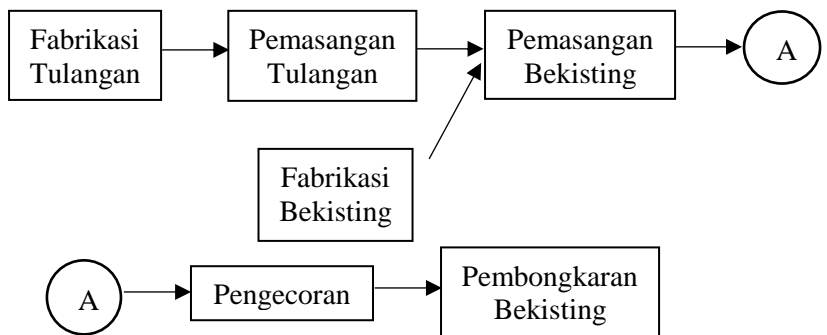 Fabrikasi
Tulangan
Pemasangan
Tulangan
Pemasangan
Bekisting
A
Fabrikasi
Bekisting
A
Pengecoran
Pembongkaran
Bekisting